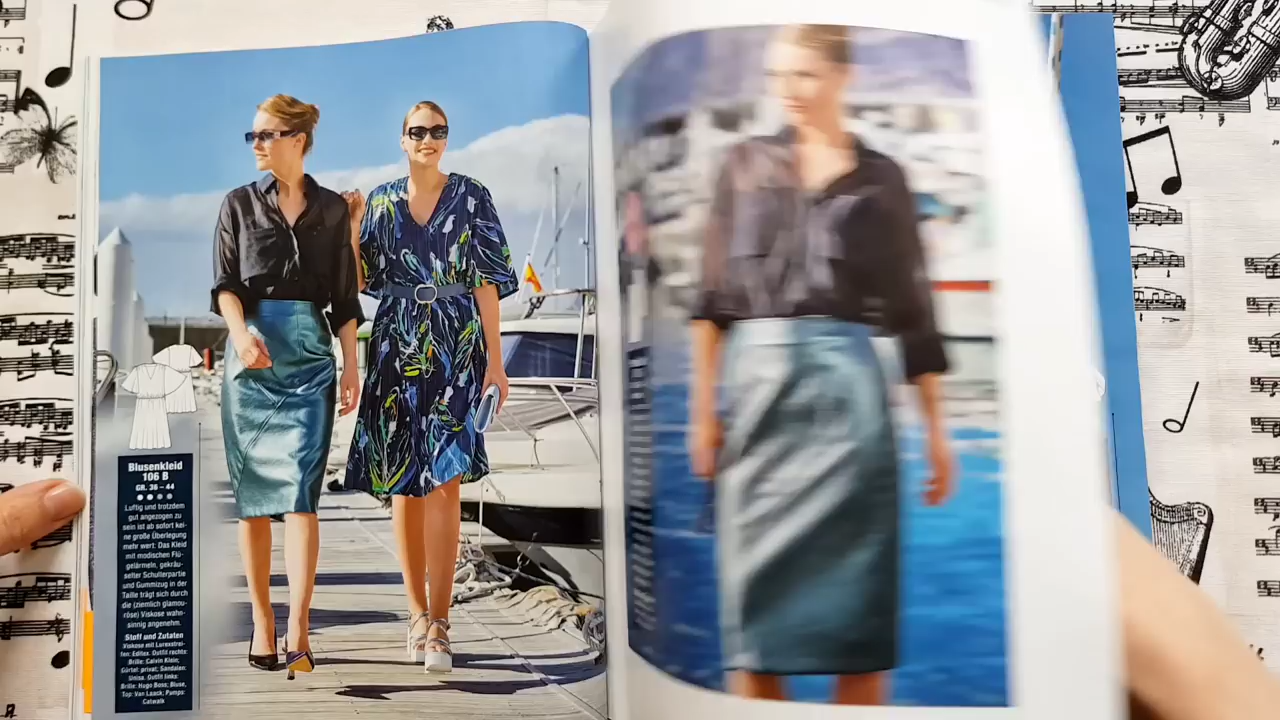 Blusenkleid
106 B
GR. 36 – 44
Luftig und trotzdem
gut angezogen zu
sein ist ab sofort kei-
ne große Überlegung
mehr wert: Das Kleid
mit modischen Flü-
gelärmeln, gekräu-
selter Schulterpartie
und Gummizug in der
Taille trägt sich durch
die (ziemlich glamou-
röse) Viskose wahn-
sinnig angenehm.
Stoff und Zutaten
Viskose mit Lurexstrei-
fen: Editex. Outfit rechts:
Brille: Calvin Klein;
Gürtel: privat; Sandalen:
Unisa. Outfit links:
Brille: Hugo Boss; Bluse,
Top: Van Laack; Pumps:
Catwalk